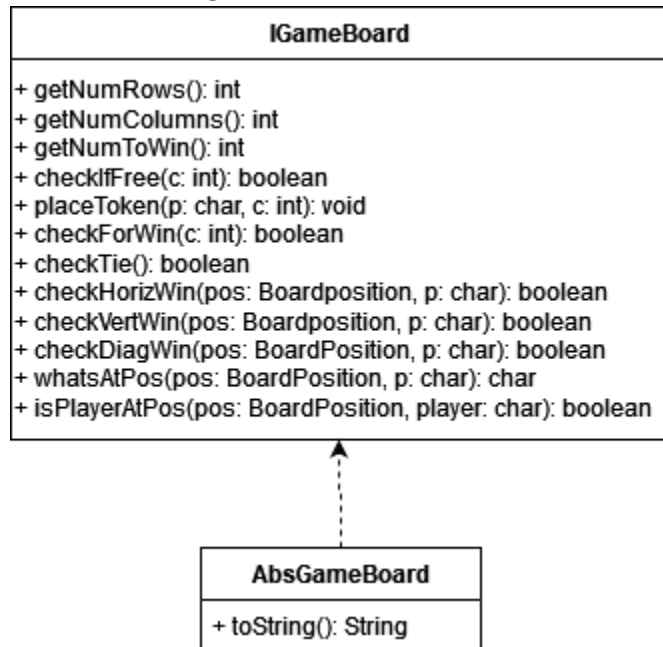 IGameBoard
+ getNumRows(): int
+ getNumColumns(): int
+ getNumToWin(): int
+ checkIfFree(c: int): boolean
+ placeToken(p: char, c: int): void
+ checkForWin(c: int): boolean
+ checkTie(): boolean
+ checkHorizWin(pos: Boardposition, p: char): boolean
+ checkVertWin(pos: Boardposition, p: char): boolean
+ checkDiagWin(pos: BoardPosition, p: char): boolean
+ whatsAtPos(pos: BoardPosition, p: char): char
+ isPlayerAtPos(pos: BoardPosition, player: char): boolean
AbsGameBoard
+ toString(): String